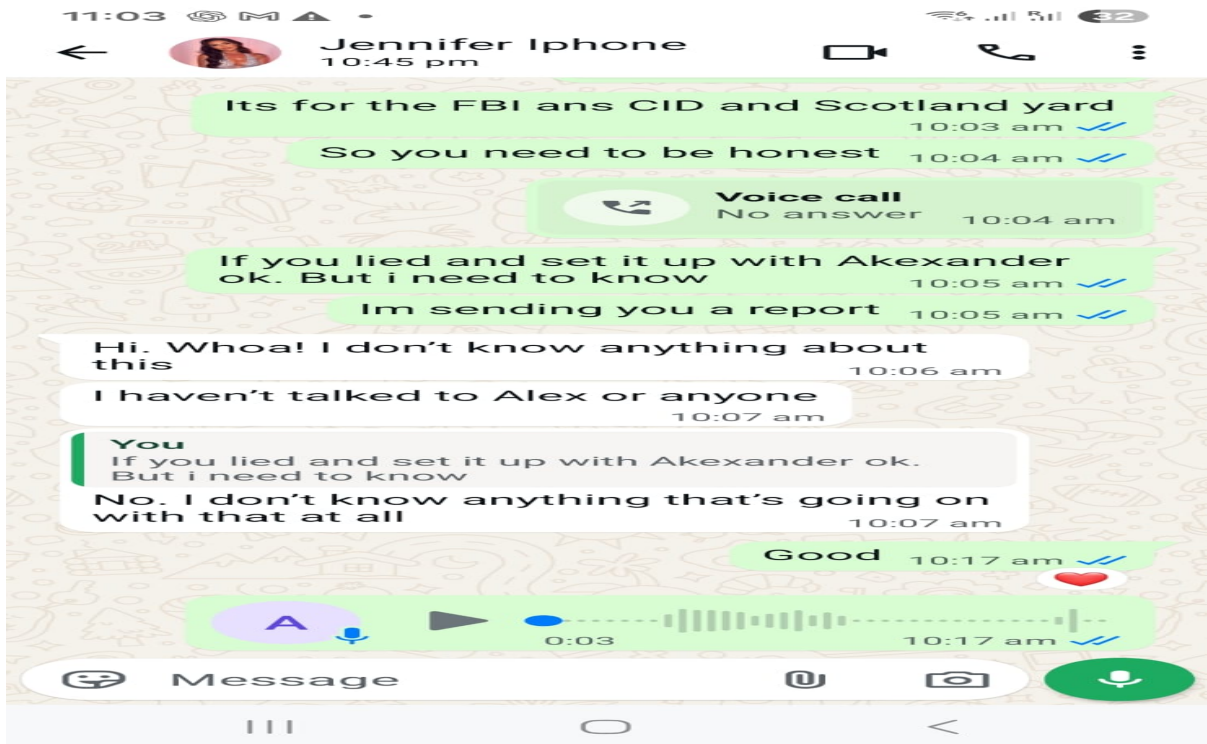 11:03
32
Jennifer Iphone
10:45 pm
Its for the FBI ans CID and Scotland yard
10:03 am
So you need to be honest 10:04 am
Voice call
No answer 10:04 am
If you lied and set it up with Akexander
ok. But i need to know 10:05 am
Im sending you a report 10:05 am
Hi. Whoa! I don't know anything about
this 10:06 am
I haven't talked to Alex or anyone
10:07 am
You
If you lied and set it up with Akexander ok.
But i need to know
No. I don't know anything that's going on
with that at all 10:07 am
Good 10:17 am
A
0:03 10:17 am
Message